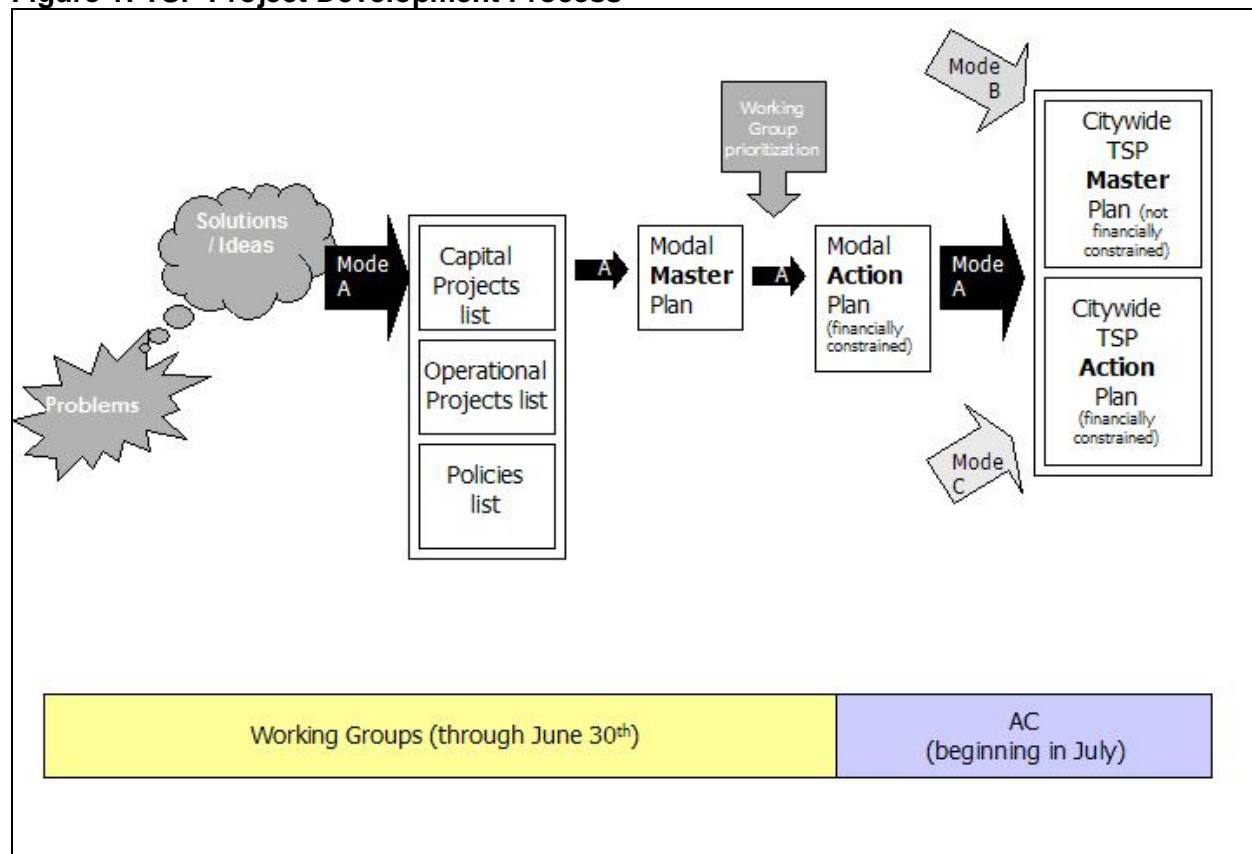 Figure 1: TSP Project Development Process
Problems
Solutions
/ Ideas
Mode
A
Capital
Projects
list
Operational
Projects list
Policies
list
A
Modal
Master
Plan
Working
Group
prioritization
A
Modal
Action
Plan
(financially
constrained)
Mode
A
Mode
B
Mode
C
Citywide
TSP
Master
Plan (not
financially
constrained)
Citywide
TSP
Action
Plan
(financially
constrained)
Working Groups (through June 30th)
AC
(beginning in July)